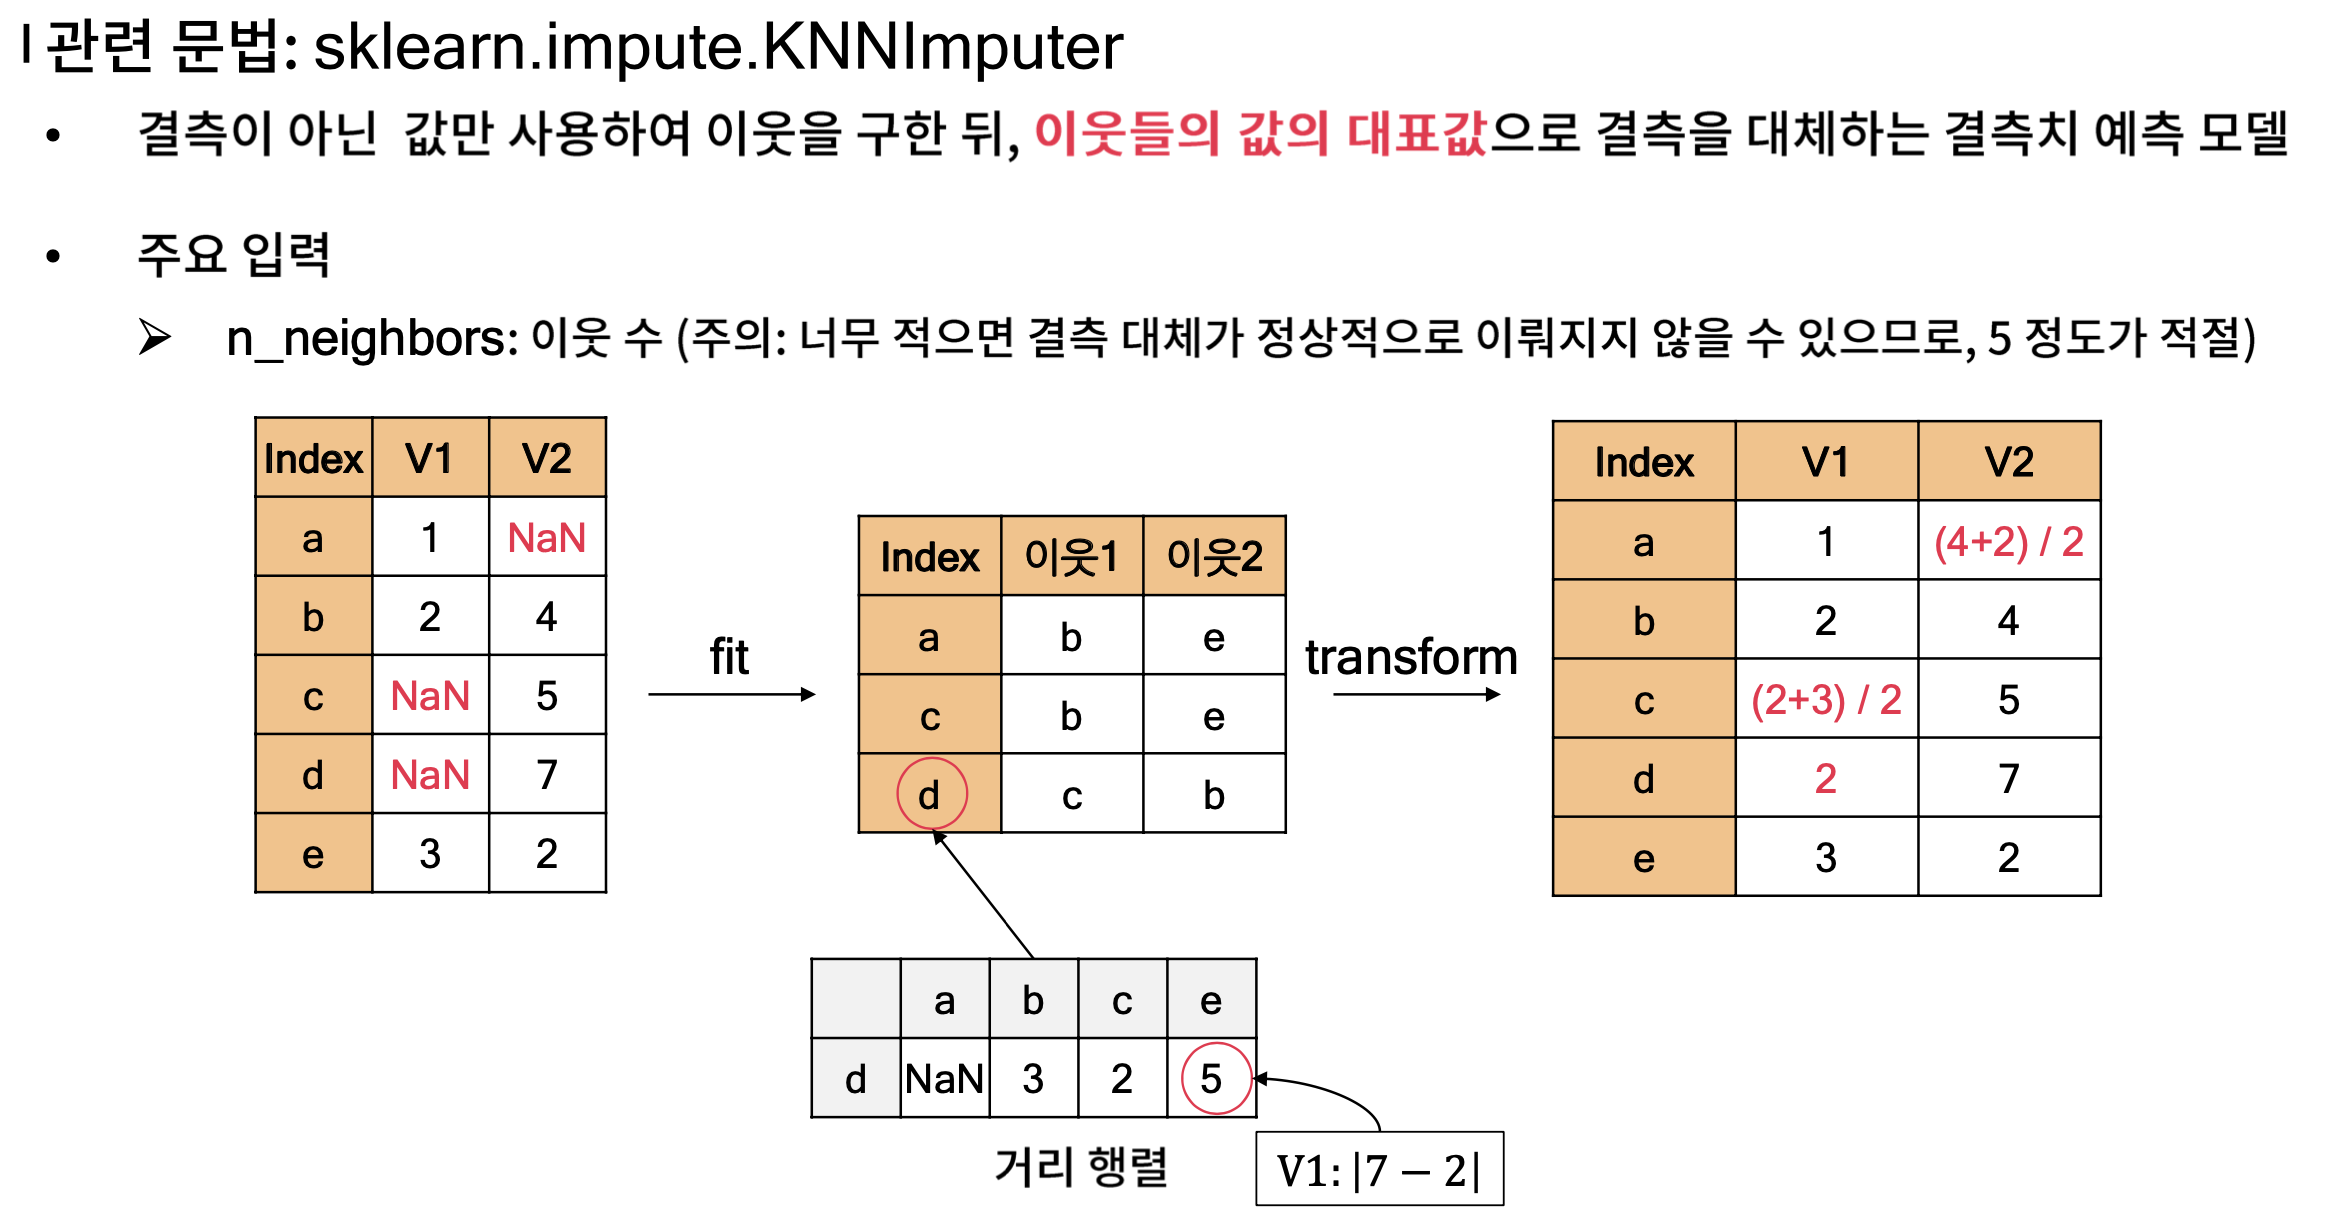 | 관련 문법: sklearn.impute.KNNImputer
• 결측이 아닌 값만 사용하여 이웃을 구한 뒤, 이웃들의 값의 대표값으로 결측을 대체하는 결측치 예측 모델
• 주요 입력
➢ n_neighbors: 이웃 수 (주의: 너무 적으면 결측 대체가 정상적으로 이뤄지지 않을 수 있으므로, 5 정도가 적절)
Index V1 V2
a 1 NaN
b 2 4
c NaN 5
d NaN 7
e 3 2
fit
Index 이웃1 이웃2
a b e
c b e
d c b
transform
Index V1 V2
a 1 (4+2) / 2
b 2 4
c (2+3) / 2 5
d 2 7
e 3 2
a b c e
d NaN 3 2 5
거리 행렬
V1: |7 − 2|